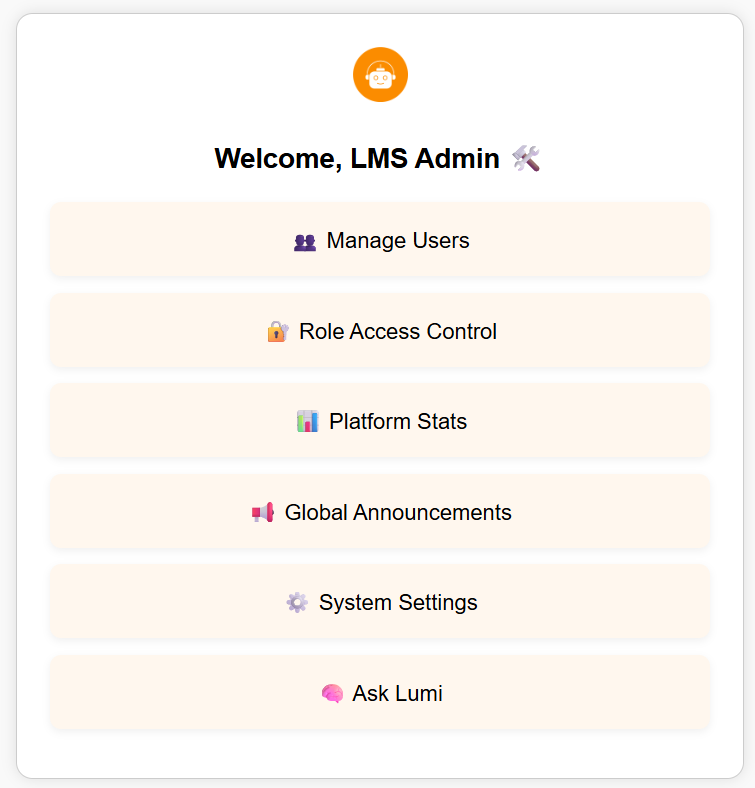 Welcome, LMS Admin 🛠️
👥 Manage Users
🔐 Role Access Control
📊 Platform Stats
📢 Global Announcements
⚙️ System Settings
🧠 Ask Lumi